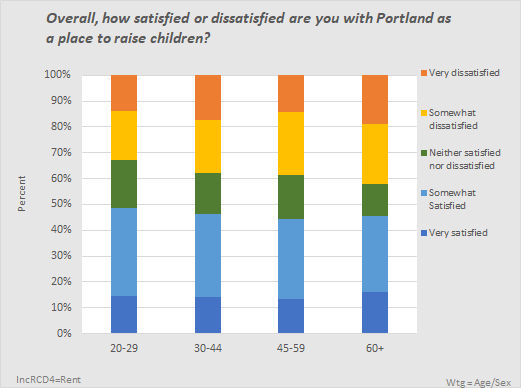 Overall, how satisfied or dissatisfied are you with Portland as
a place to raise children?
100%
90%
80%
70%
60%
50%
40%
30%
20%
10%
0%
Percent
20-29
30-44
45-59
60+
Very dissatisfied
Somewhat
dissatisfied
Neither satisfied
nor dissatisfied
Somewhat
Satisfied
Very satisfied
IncRCD4=Rent
Wtg = Age/Sex